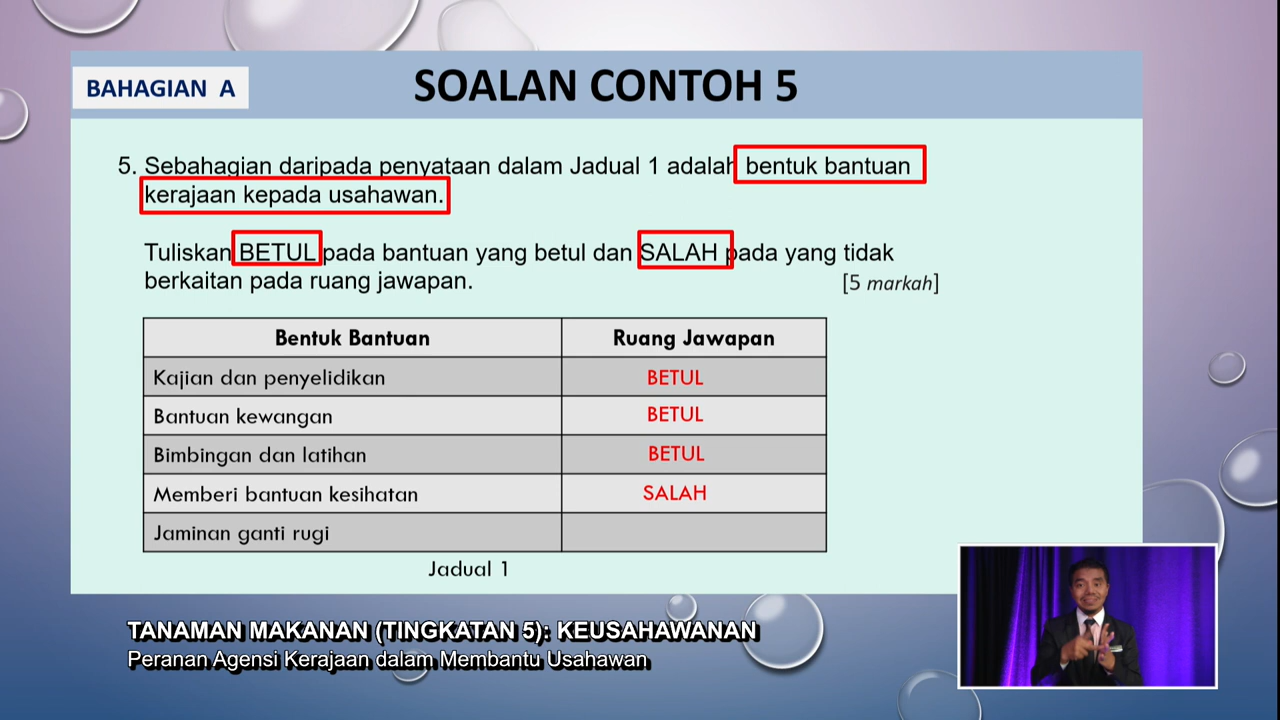 BAHAGIAN A
SOALAN CONTOH 5
5. Sebahagian daripada penyataan dalam Jadual 1 adalah bentuk bantuan
kerajaan kepada usahawan.
Tuliskan BETUL pada bantuan yang betul dan SALAH pada yang tidak
berkaitan pada ruang jawapan.
[5 markah]
Bentuk Bantuan Ruang Jawapan
Kajian dan penyelidikan BETUL
Bantuan kewangan BETUL
Bimbingan dan latihan BETUL
Memberi bantuan kesihatan SALAH
Jaminan ganti rugi
Jadual 1
TANAMAN MAKANAN (TINGKATAN 5): KEUSAHAWANAN
Peranan Agensi Kerajaan dalam Membantu Usahawan